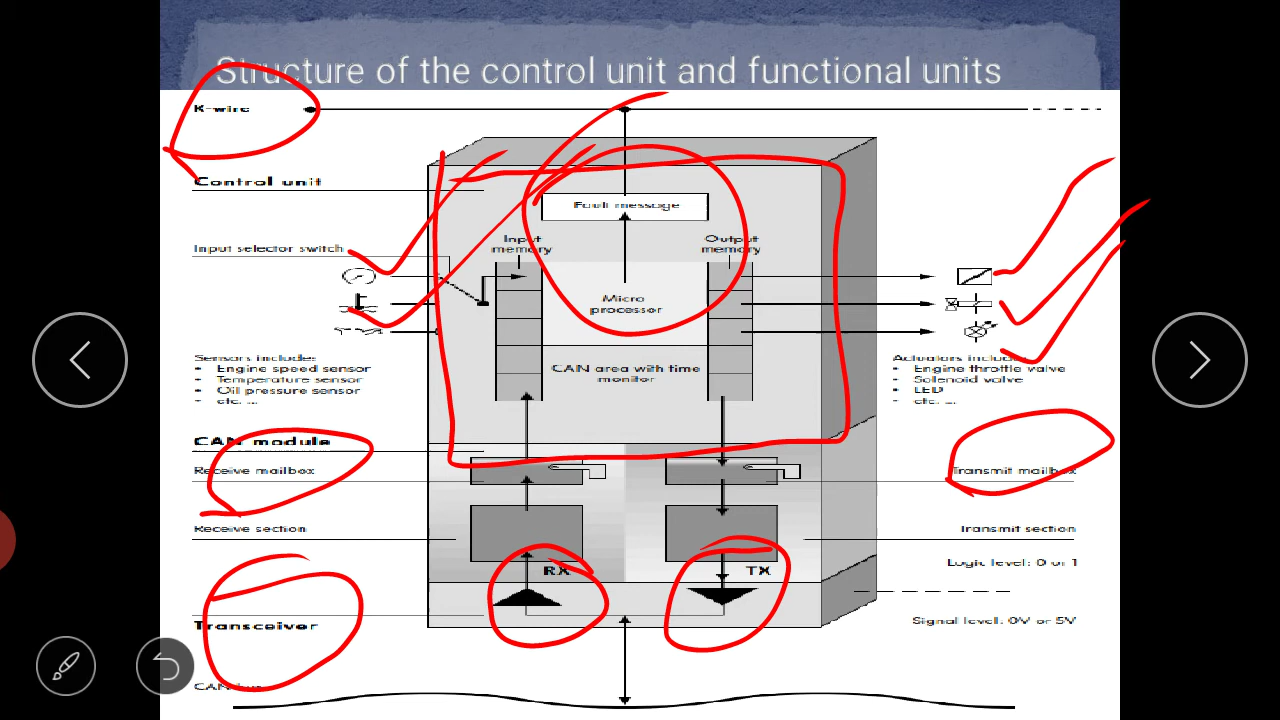 Structure of the control unit and functional units
K-wire
Control unit
Fault message
Input selector switch
Input memory
Output memory
Micro processor
Sensors include:
• Engine speed sensor
• Temperature sensor
• Oil pressure sensor
• etc. ...
CAN area with time monitor
Actuators include
• Engine throttle valve
• Solenoid valve
• LED
• etc. ...
CAN module
Receive mailbox
Transmit mailbox
Receive section
Transmit section
Logic level: 0 or 1
RX
TX
Transceiver
Signal level: 0V or 5V
CAN